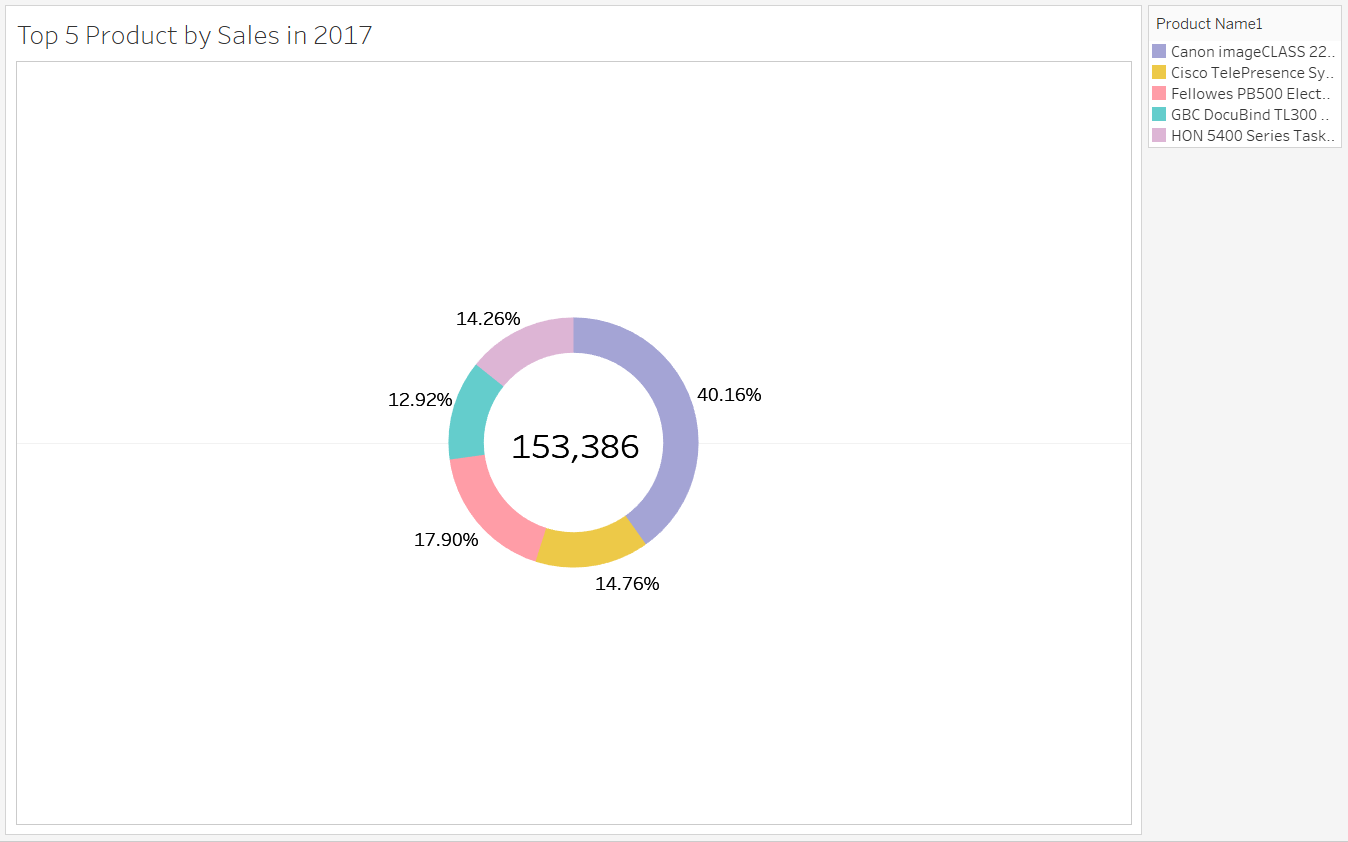 Top 5 Product by Sales in 2017
Product Name1
Canon imageCLASS 22..
Cisco TelePresence Sy..
Fellowes PB500 Elect..
GBC DocuBind TL300 ..
HON 5400 Series Task..
14.26%
40.16%
12.92%
153,386
17.90%
14.76%